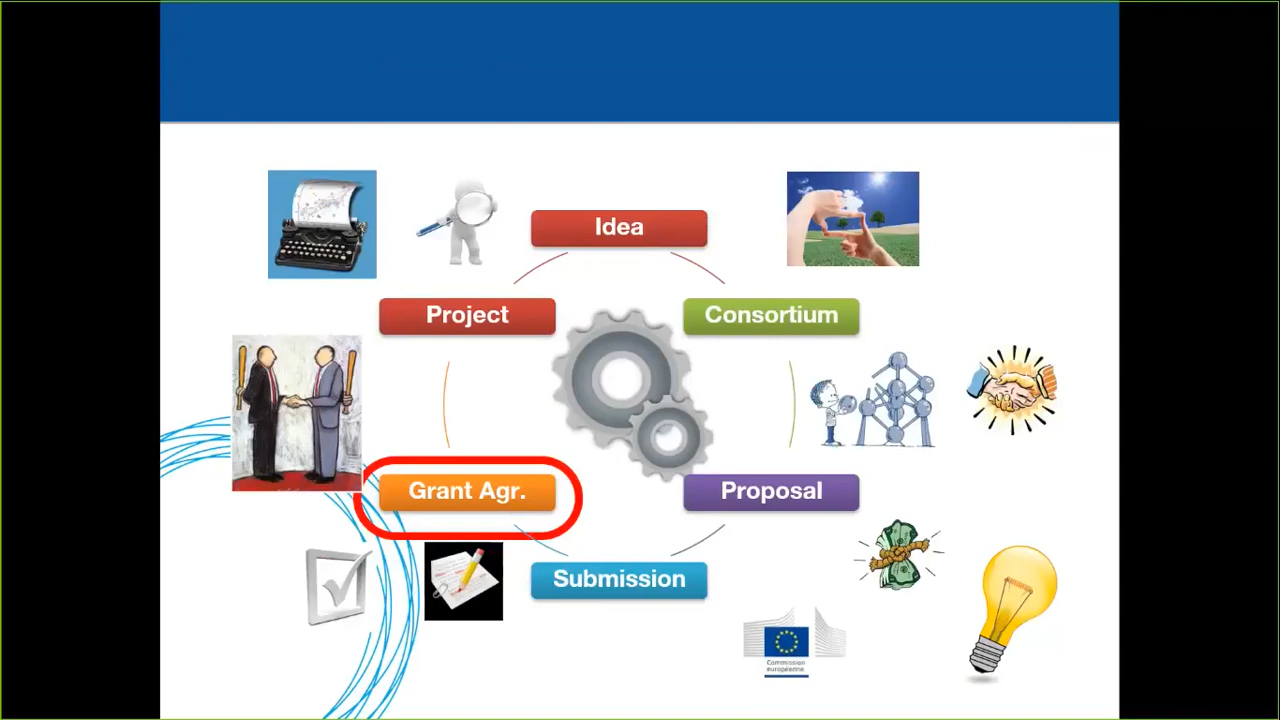 Idea
Project
Consortium
Grant Agr.
Proposal
Submission
Commission
européenne